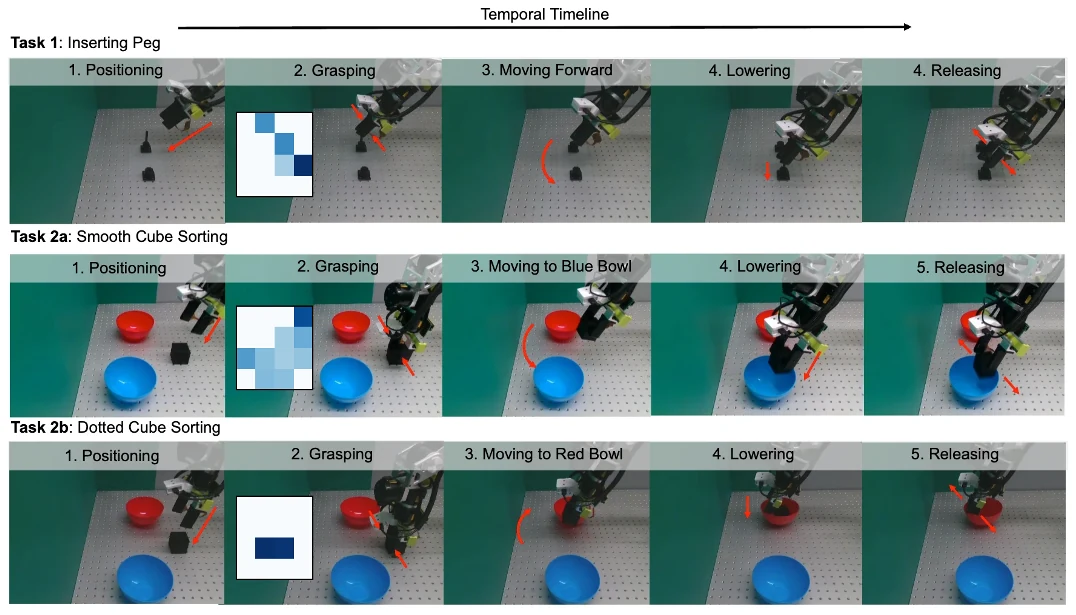 Temporal Timeline
Task 1: Inserting Peg
1. Positioning
2. Grasping
3. Moving Forward
4. Lowering
4. Releasing
Task 2a: Smooth Cube Sorting
1. Positioning
2. Grasping
3. Moving to Blue Bowl
4. Lowering
5. Releasing
Task 2b: Dotted Cube Sorting
1. Positioning
2. Grasping
3. Moving to Red Bowl
4. Lowering
5. Releasing